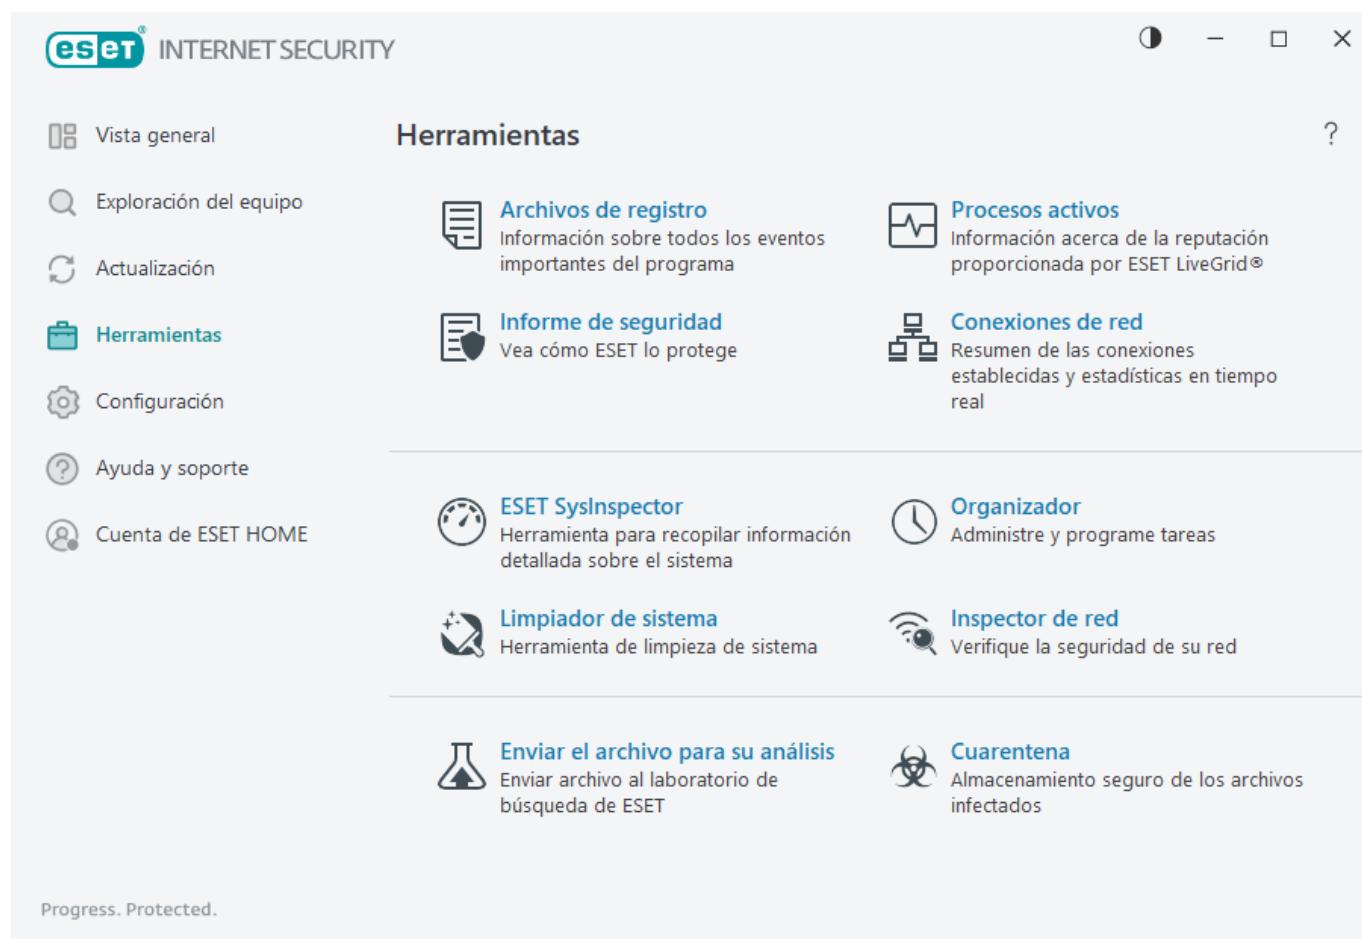 eset® INTERNET SECURITY
Vista general
Exploración del equipo
Actualización
Herramientas
Configuración
Ayuda y soporte
Cuenta de ESET HOME
Herramientas
?
Archivos de registro
Información sobre todos los eventos
importantes del programa
Procesos activos
Información acerca de la reputación
proporcionada por ESET LiveGrid®
Informe de seguridad
Vea cómo ESET lo protege
Conexiones de red
Resumen de las conexiones
establecidas y estadísticas en tiempo
real
ESET SysInspector
Herramienta para recopilar información
detallada sobre el sistema
Organizador
Administre y programe tareas
Limpiador de sistema
Herramienta de limpieza de sistema
Inspector de red
Verifique la seguridad de su red
Enviar el archivo para su análisis
Enviar archivo al laboratorio de
búsqueda de ESET
Cuarentena
Almacenamiento seguro de los archivos
infectados
Progress. Protected.